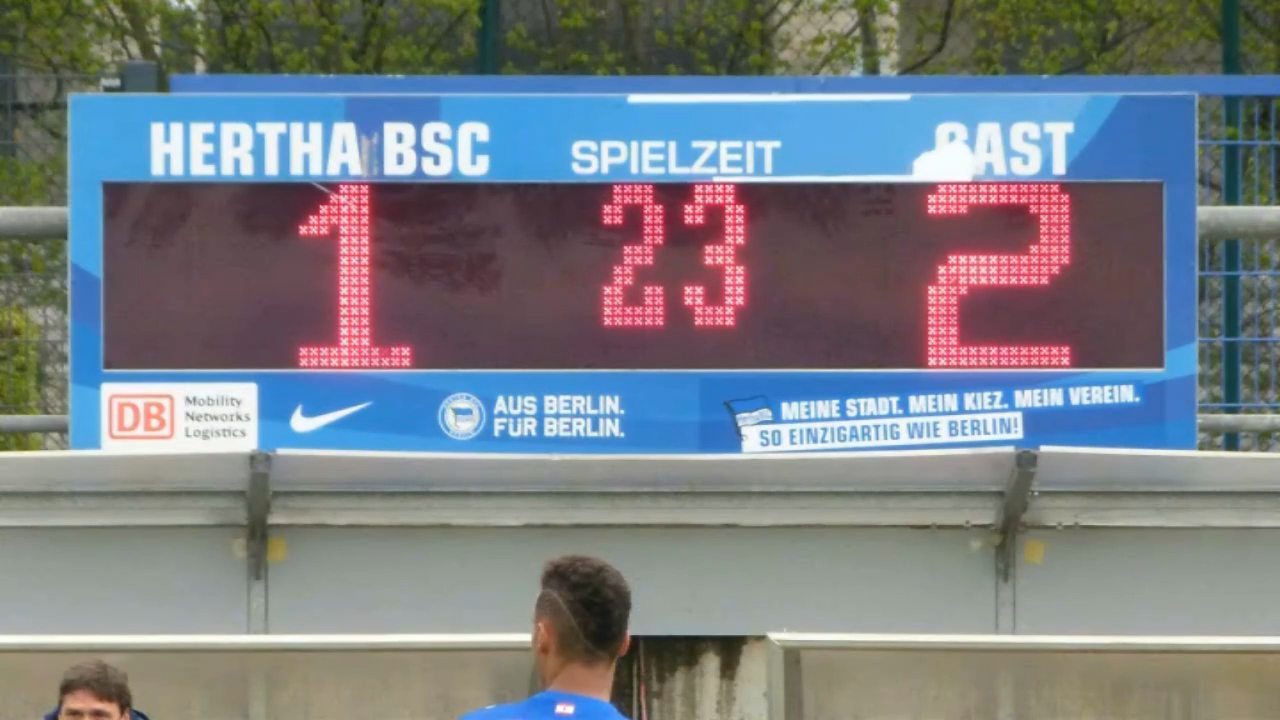 HERTHA BSC SPIELZEIT GAST
1 23 2
DB Mobility
Networks
Logistics
AUS BERLIN.
FÜR BERLIN.
MEINE STADT. MEIN KIEZ. MEIN VEREIN.
SO EINZIGARTIG WIE BERLIN!